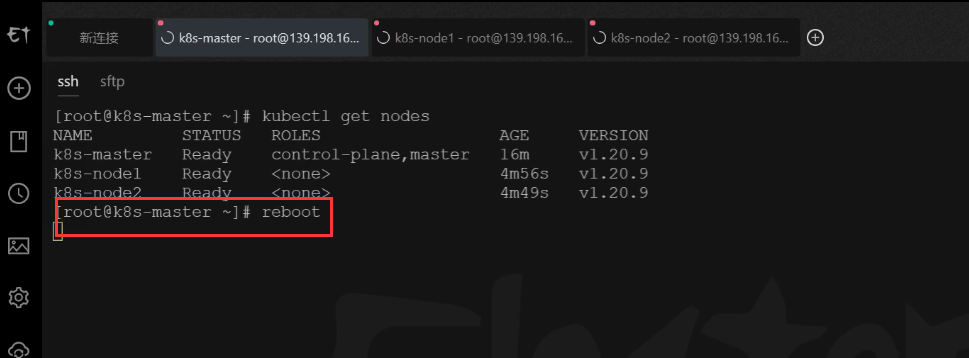 新连接
k8s-master - root@139.198.16...
k8s-node1 - root@139.198.16...
k8s-node2 - root@139.198.16...
ssh sftp
[root@k8s-master ~]# kubectl get nodes
NAME STATUS ROLES AGE VERSION
k8s-master Ready control-plane,master 16m v1.20.9
k8s-node1 Ready <none> 4m56s v1.20.9
k8s-node2 Ready <none> 4m49s v1.20.9
[root@k8s-master ~]# reboot